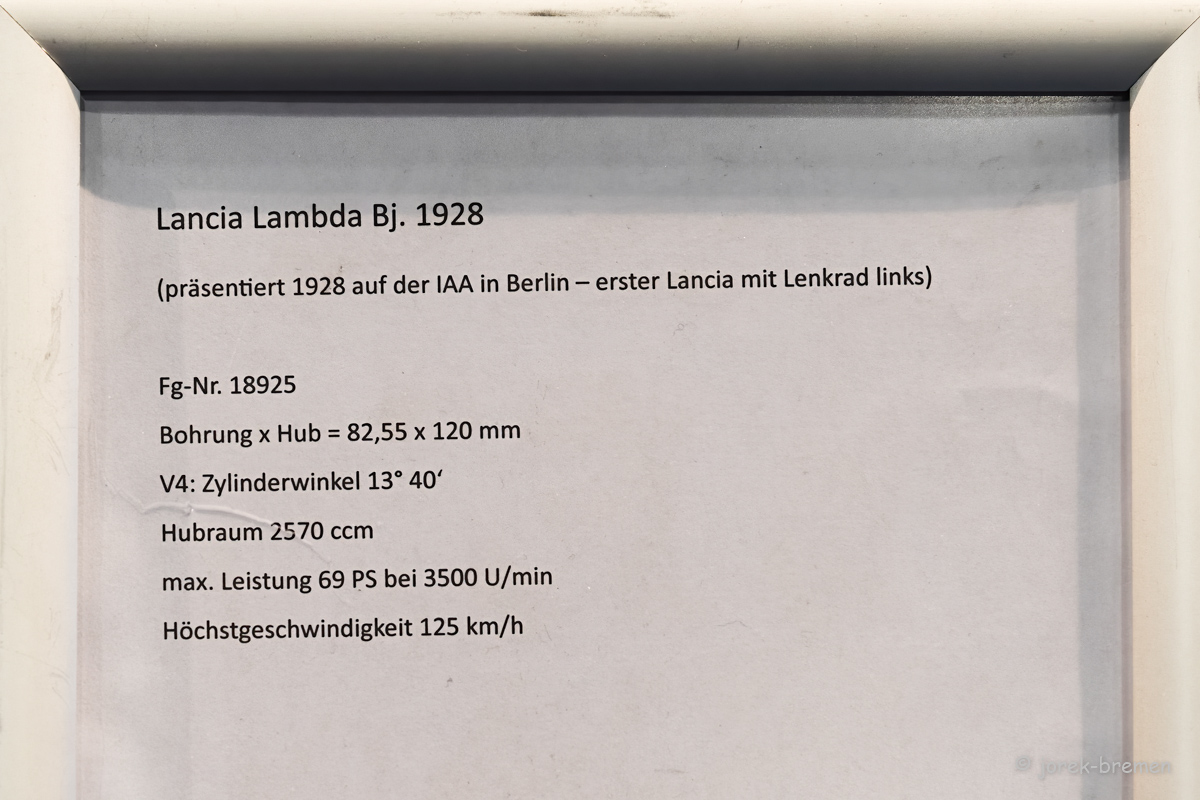 Lancia Lambda Bj. 1928
(präsentiert 1928 auf der IAA in Berlin – erster Lancia mit Lenkrad links)
Fg-Nr. 18925
Bohrung x Hub = 82,55 x 120 mm
V4: Zylinderwinkel 13° 40‘
Hubraum 2570 ccm
max. Leistung 69 PS bei 3500 U/min
Höchstgeschwindigkeit 125 km/h
© jorek-bremen